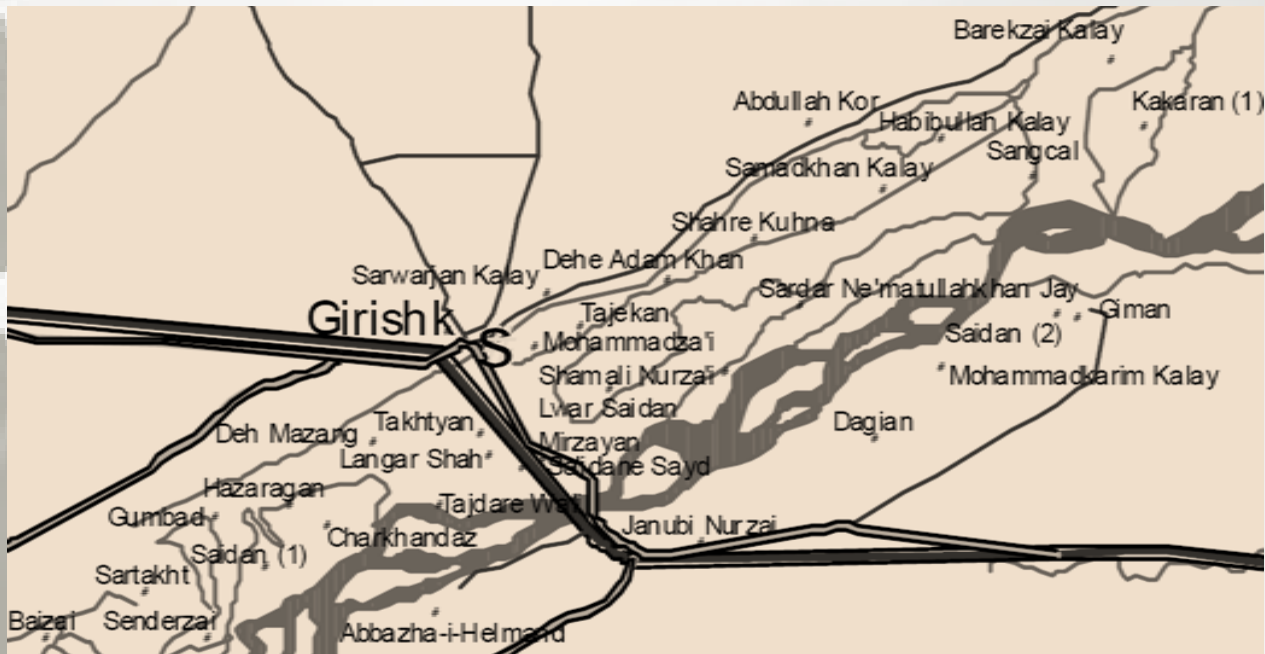 Barekzai Kalay
Abdullah Kor
Kakaran (1)
Habibullah Kalay
Sangcal
Samadkhan Kalay
Shahre Kuhna
Dehe Adam Khan
Sarwarjan Kalay
Sardar Ne'matullahkhan Jay
Girishk
Tajekan
Giman
S
Mohammadza'i
Saidan (2)
Shamali Nurzai
Mohammadkarim Kalay
Lwar Saidan
Takhtyan
Dagian
Deh Mazang
Mirzayan
Langar Shah
Saidane Sayd
Hazaragan
Tajdare Wali
Gumbad
Janubi Nurzai
Charkhandaz
Saidan (1)
Sartakht
Baizai
Senderzai
Abbazha-i-Helmand